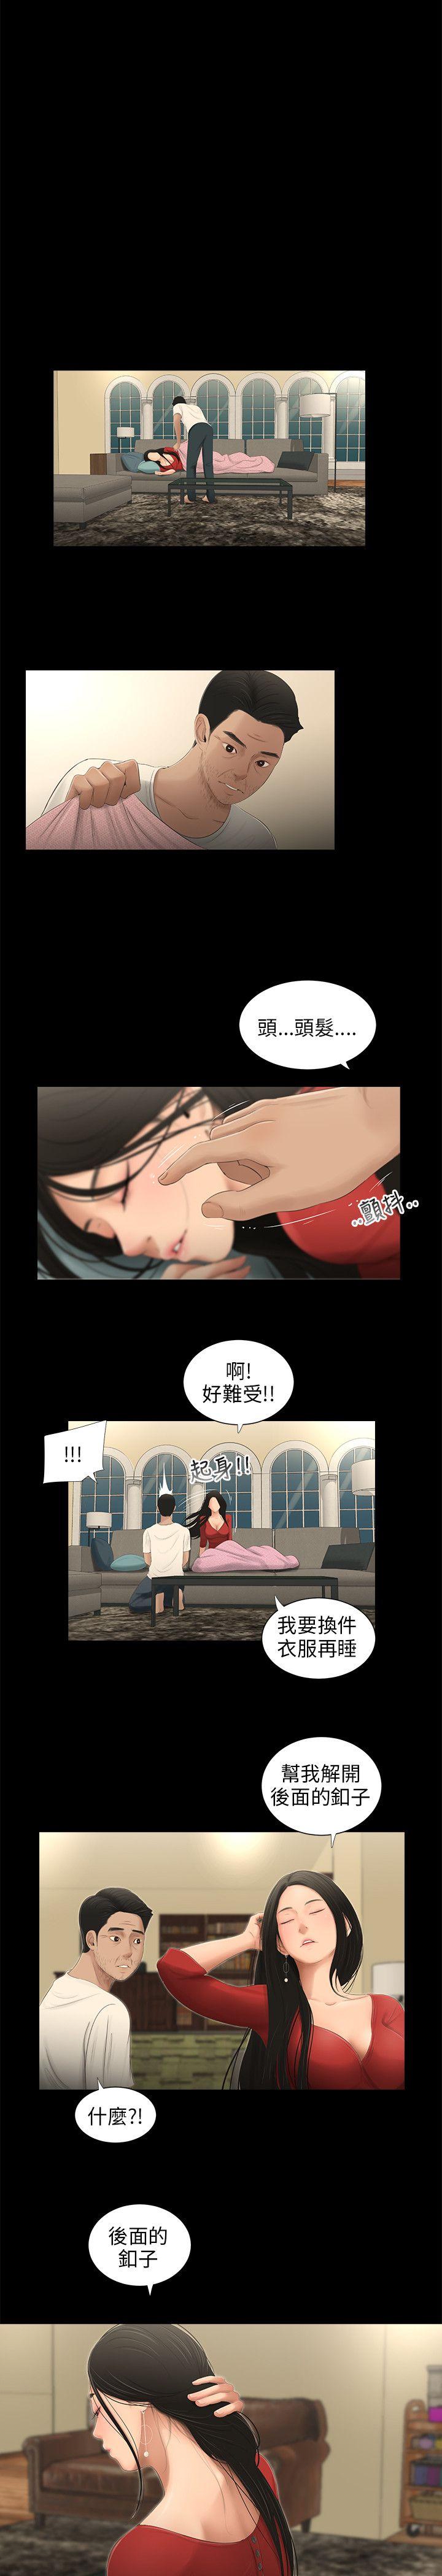 頭...頭髮....
..顫抖..
啊!
好難受!!
!!!
起身!!
我要換件
衣服再睡
幫我解開
後面的釦子
什麼?!
後面的
釦子